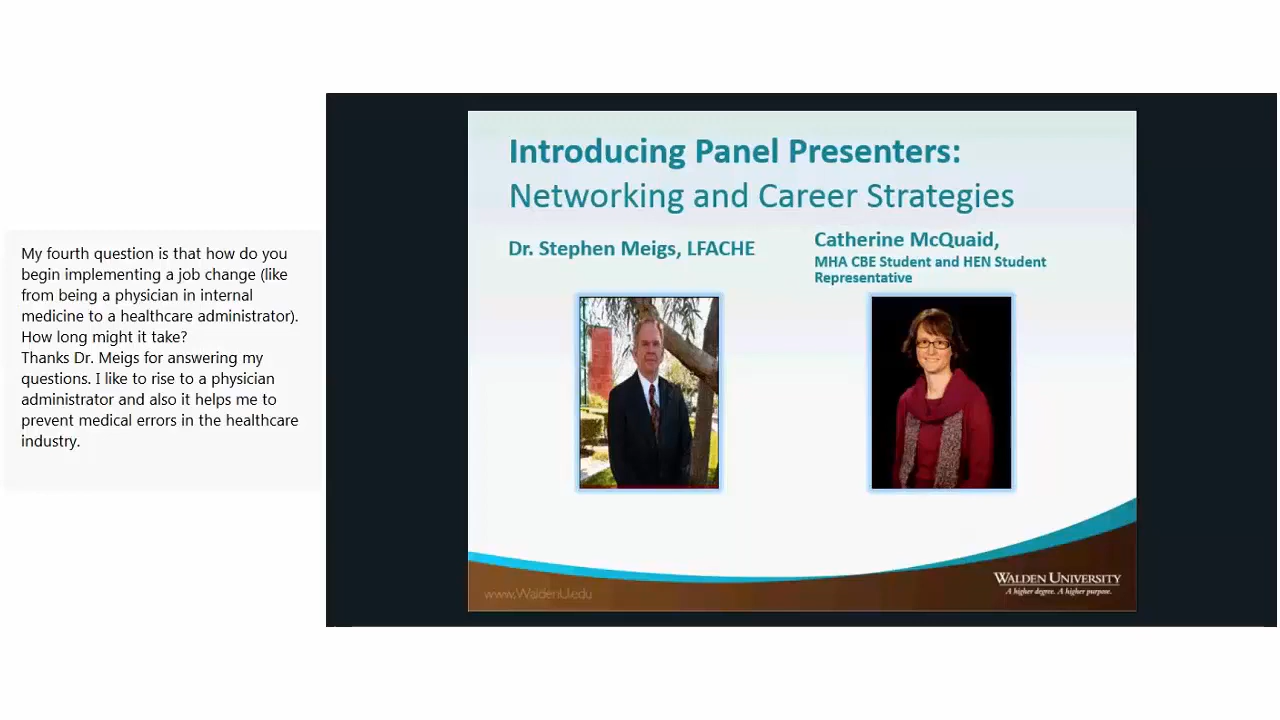 My fourth question is that how do you
begin implementing a job change (like
from being a physician in internal
medicine to a healthcare administrator).
How long might it take?
Thanks Dr. Meigs for answering my
questions. I like to rise to a physician
administrator and also it helps me to
prevent medical errors in the healthcare
industry.
Introducing Panel Presenters:
Networking and Career Strategies
Dr. Stephen Meigs, LFACHE
Catherine McQuaid,
MHA CBE Student and HEN Student
Representative
www.WaldenU.edu
WALDEN UNIVERSITY
A higher degree. A higher purpose.